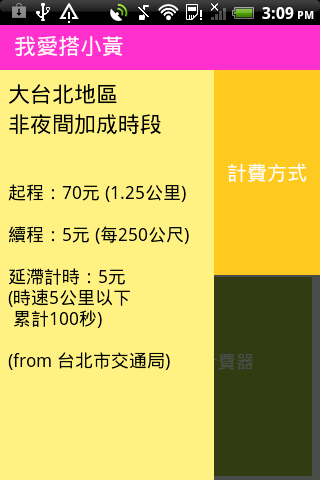 3:09 PM
我愛搭小黃
大台北地區
非夜間加成時段
起程：70元 (1.25公里)
續程：5元 (每250公尺)
延滯計時：5元
(時速5公里以下
累計100秒)
(from 台北市交通局)
計費方式
費器